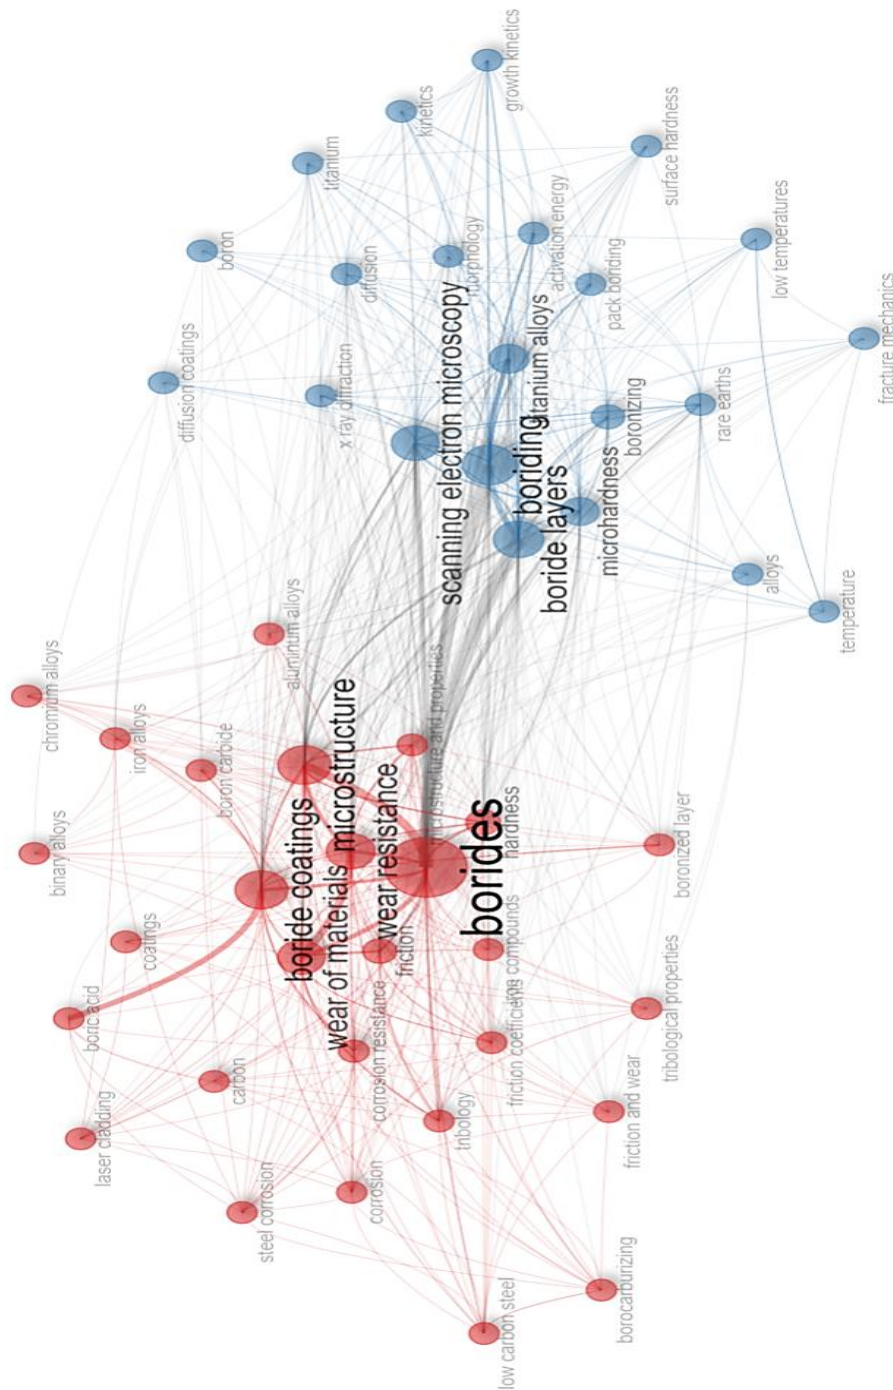 growth kinetics
kinetics
titanium
surface hardness
boron
activation energy
morphology
diffusion
low temperatures
pack boriding
fracture mechanics
titanium alloys
diffusion coatings
x ray diffraction
scanning electron microscopy
rare earths
boronizing
boriding
microhardness
boride layers
alloys
temperature
aluminum alloys
chromium alloys
iron alloys
microstructure and properties
microstructure
boron carbide
hardness
boronized layer
wear resistance
binary alloys
borides
boride coatings
coatings
friction
iron compounds
wear of materials
boric acid
tribological properties
friction coefficients
corrosion resistance
carbon
friction and wear
tribology
laser cladding
corrosion
steel corrosion
borocarburizing
low carbon steel